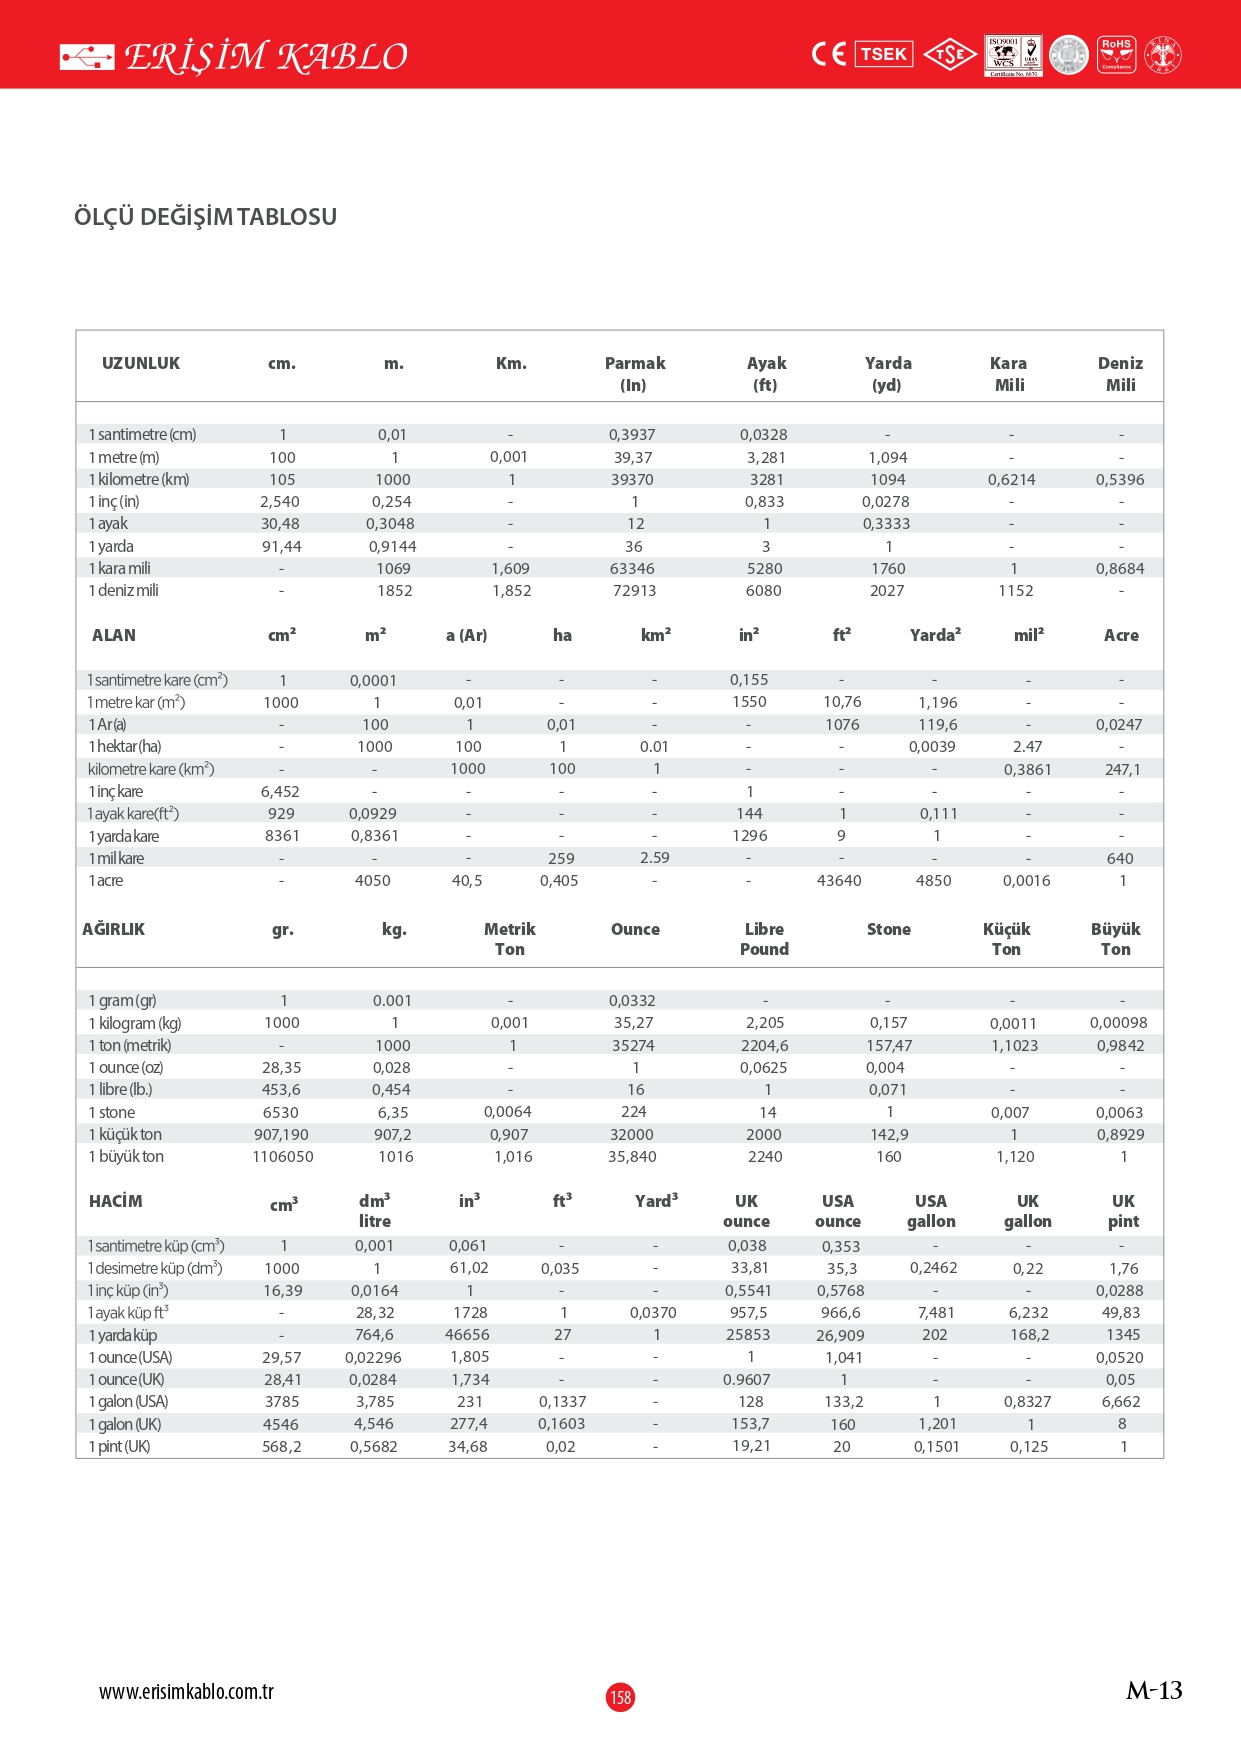 ERİŞİM KABLO
CE TSEK TSE ISO9001 WCS UKAS Certificate No. 6670 RoHS Compliance
ÖLÇÜ DEĞİŞİM TABLOSU
UZUNLUK cm. m. Km. Parmak (In) Ayak (ft) Yarda (yd) Kara Mili Deniz Mili
1 santimetre (cm) 1 0,01 - 0,3937 0,0328 - - -
1 metre (m) 100 1 0,001 39,37 3,281 1,094 - -
1 kilometre (km) 105 1000 1 39370 3281 1094 0,6214 0,5396
1 inç (in) 2,540 0,254 - 1 0,833 0,0278 - -
1 ayak 30,48 0,3048 - 12 1 0,3333 - -
1 yarda 91,44 0,9144 - 36 3 1 - -
1 kara mili - 1069 1,609 63346 5280 1760 1 0,8684
1 deniz mili - 1852 1,852 72913 6080 2027 1152 -
ALAN cm² m² a (Ar) ha km² in² ft² Yarda² mil² Acre
1 santimetre kare (cm²) 1 0,0001 - - - 0,155 - - - -
1 metre kar (m²) 1000 1 0,01 - - 1550 10,76 1,196 - -
1 Ar (a) - 100 1 0,01 - - 1076 119,6 - 0,0247
1 hektar (ha) - 1000 100 1 0.01 - - 0,0039 2.47 -
kilometre kare (km²) - - 1000 100 1 - - - 0,3861 247,1
1 inç kare 6,452 - - - - 1 - - - -
1 ayak kare(ft²) 929 0,0929 - - - 144 1 0,111 - -
1 yarda kare 8361 0,8361 - - - 1296 9 1 - -
1 mil kare - - - 259 2.59 - - - - 640
1 acre - 4050 40,5 0,405 - - 43640 4850 0,0016 1
AĞIRLIK gr. kg. Metrik Ton Ounce Libre Pound Stone Küçük Ton Büyük Ton
1 gram (gr) 1 0.001 - 0,0332 - - - -
1 kilogram (kg) 1000 1 0,001 35,27 2,205 0,157 0,0011 0,00098
1 ton (metrik) - 1000 1 35274 2204,6 157,47 1,1023 0,9842
1 ounce (oz) 28,35 0,028 - 1 0,0625 0,004 - -
1 libre (lb.) 453,6 0,454 - 16 1 0,071 - -
1 stone 6530 6,35 0,0064 224 14 1 0,007 0,0063
1 küçük ton 907,190 907,2 0,907 32000 2000 142,9 1 0,8929
1 büyük ton 1106050 1016 1,016 35,840 2240 160 1,120 1
HACİM cm³ dm³ litre in³ ft³ Yard³ UK ounce USA ounce USA gallon UK gallon UK pint
1 santimetre küp (cm³) 1 0,001 0,061 - - 0,038 0,353 - - -
1 desimetre küp (dm³) 1000 1 61,02 0,035 - 33,81 35,3 0,2462 0,22 1,76
1 inç küp (in³) 16,39 0,0164 1 - - 0,5541 0,5768 - - 0,0288
1 ayak küp ft³ - 28,32 1728 1 0,0370 957,5 966,6 7,481 6,232 49,83
1 yarda küp - 764,6 46656 27 1 25853 26,909 202 168,2 1345
1 ounce (USA) 29,57 0,02296 1,805 - - 1 1,041 - - 0,0520
1 ounce (UK) 28,41 0,0284 1,734 - - 0.9607 1 - - 0,05
1 galon (USA) 3785 3,785 231 0,1337 - 128 133,2 1 0,8327 6,662
1 galon (UK) 4546 4,546 277,4 0,1603 - 153,7 160 1,201 1 8
1 pint (UK) 568,2 0,5682 34,68 0,02 - 19,21 20 0,1501 0,125 1
www.erisimkablo.com.tr
158
M-13